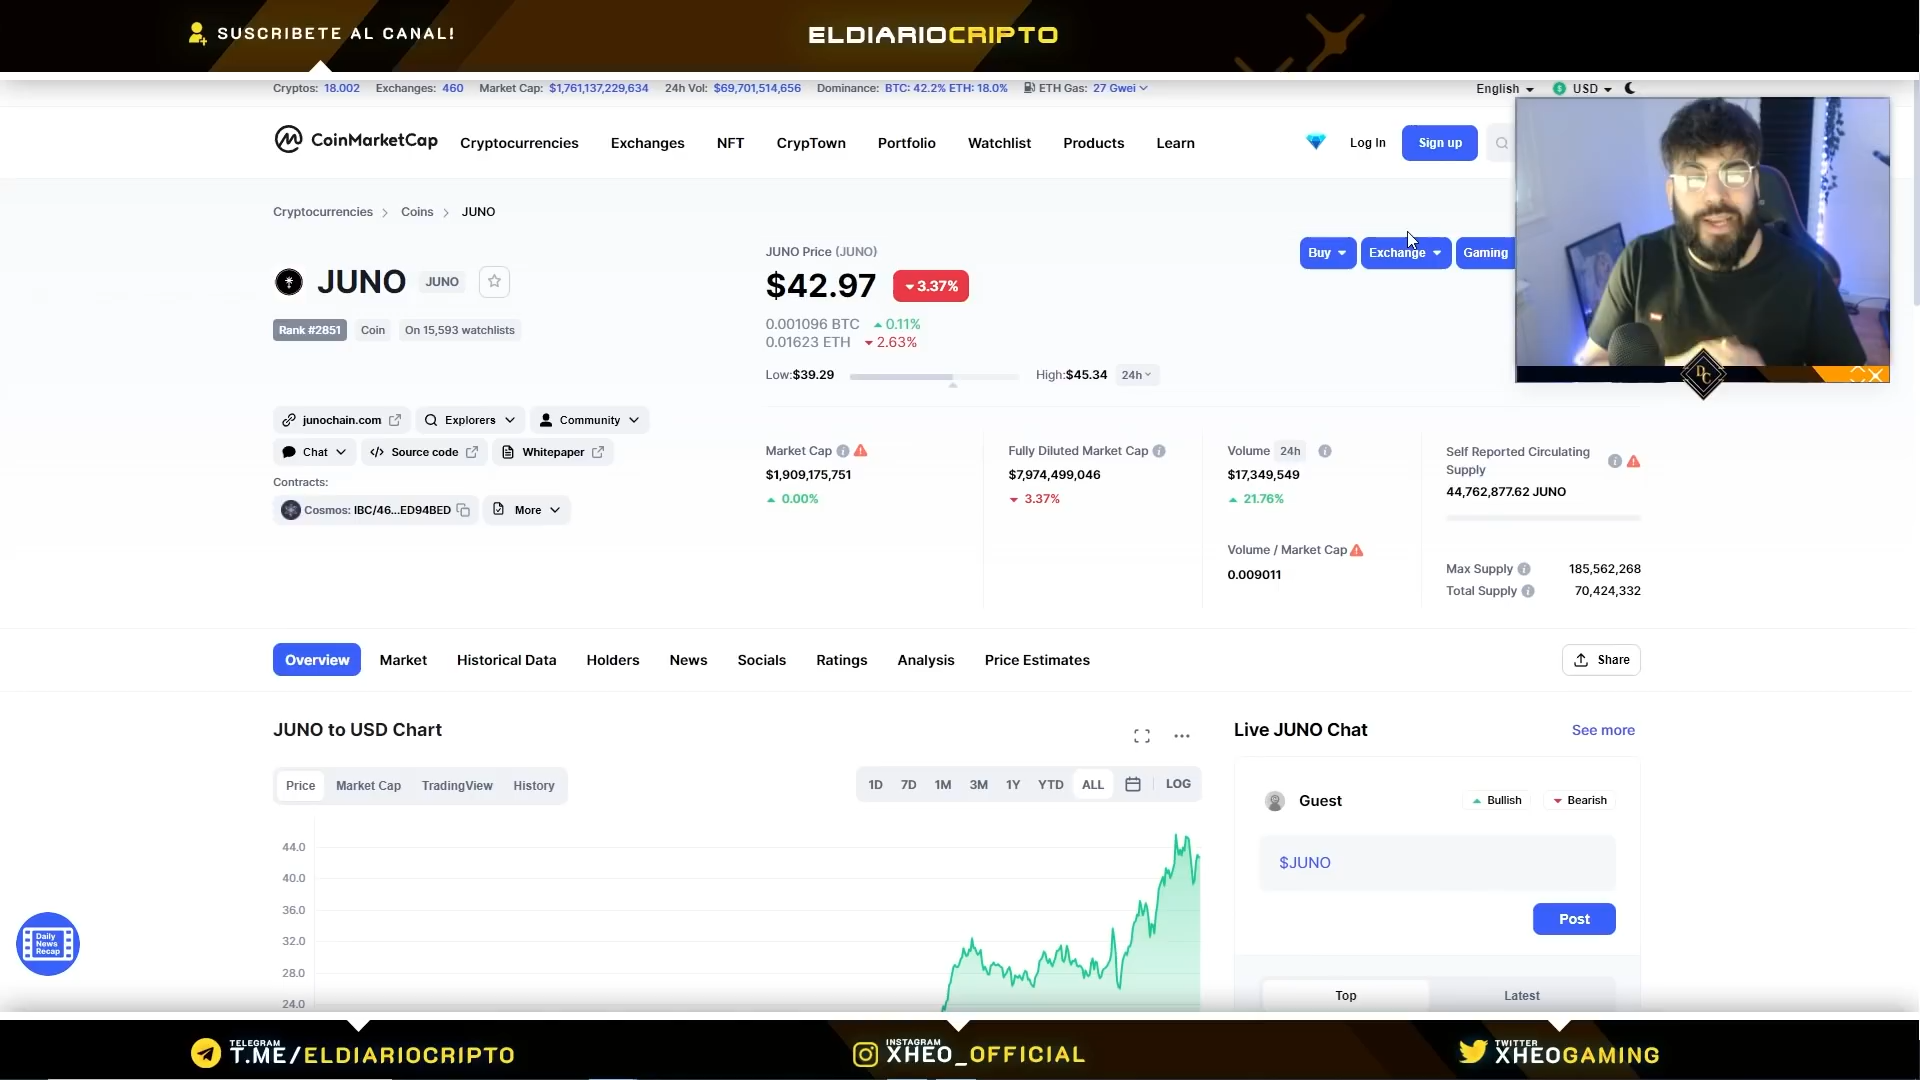 SUSCRIBETE AL CANAL!
ELDIARIOCRIPTO
Cryptos: 18.002 Exchanges: 460 Market Cap: $1,761,137,229,634 24h Vol: $69,701,514,656 Dominance: BTC: 42.2% ETH: 18.0% ETH Gas: 27 Gwei
English USD
CoinMarketCap Cryptocurrencies Exchanges NFT CrypTown Portfolio Watchlist Products Learn
Log In Sign up
Cryptocurrencies Coins JUNO
JUNO JUNO
Rank #2851 Coin On 15,593 watchlists
JUNO Price (JUNO)
$42.97 3.37%
0.001096 BTC 0.11%
0.01623 ETH 2.63%
Low:$39.29 High:$45.34 24h
Buy Exchange Gaming
DC
junochain.com Explorers Community
Chat Source code Whitepaper
Contracts:
Cosmos: IBC/46...ED94BED More
Market Cap
$1,909,175,751
0.00%
Fully Diluted Market Cap
$7,974,499,046
3.37%
Volume 24h
$17,349,549
21.76%
Volume / Market Cap
0.009011
Self Reported Circulating
Supply
44,762,877.62 JUNO
Max Supply 185,562,268
Total Supply 70,424,332
Overview Market Historical Data Holders News Socials Ratings Analysis Price Estimates
Share
JUNO to USD Chart
Price Market Cap TradingView History
1D 7D 1M 3M 1Y YTD ALL LOG
44.0
40.0
36.0
32.0
28.0
24.0
Live JUNO Chat See more
Guest Bullish Bearish
$JUNO
Post
Top Latest
Daily
News
Recap
TELEGRAM
T.ME/ELDIARIOCRIPTO
INSTAGRAM
XHEO_OFFICIAL
TWITTER
XHEOGAMING